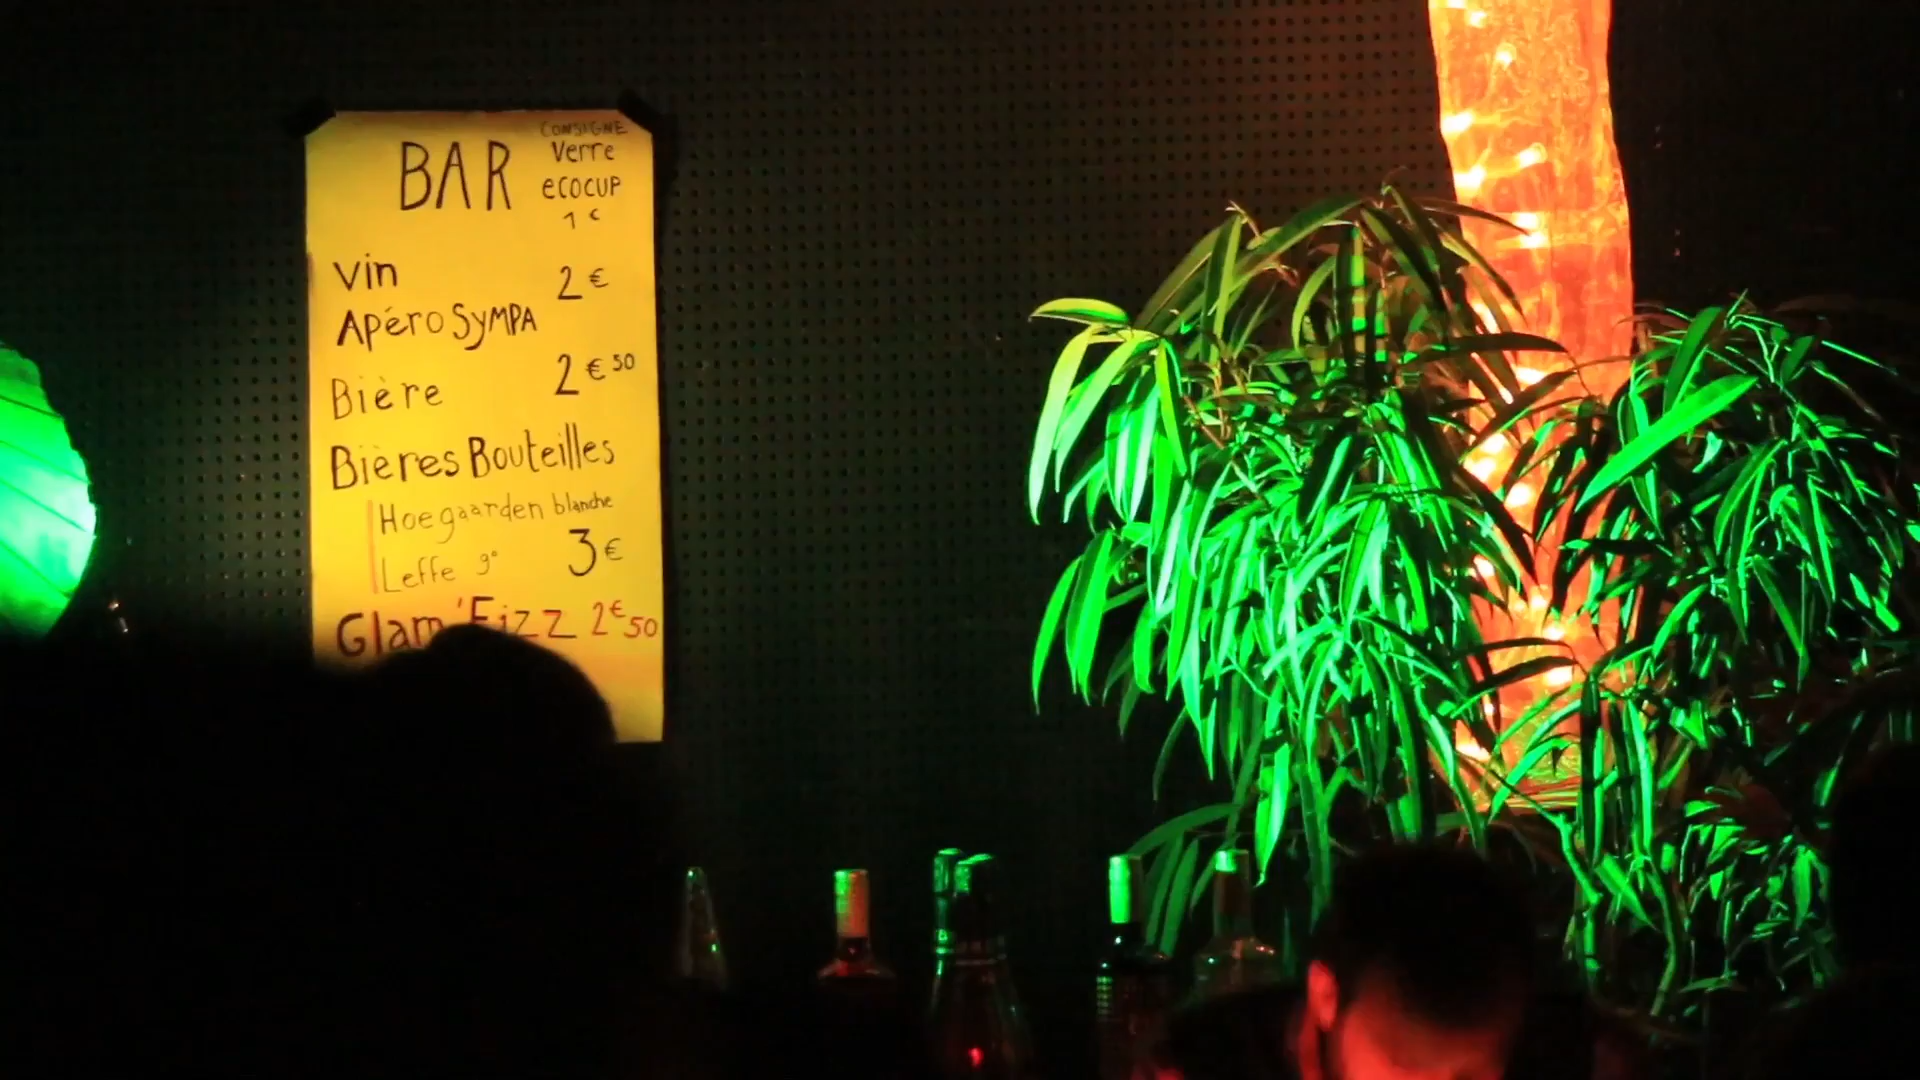 BAR
CONSIGNE
Verre
ecocup
1€
Vin 2€
Apéro SYMPA
Bière 2€50
Bières Bouteilles
Hoegaarden blanche
Leffe 9° 3€
Glam'Fizz 2€50